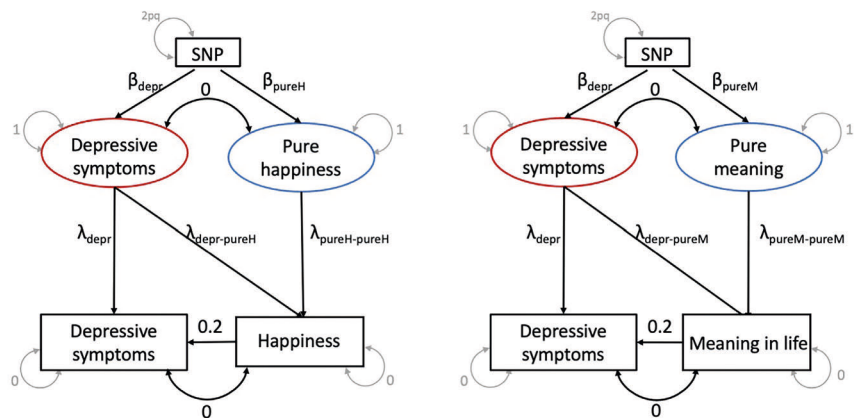 2pq
SNP
β_depr
0
β_pureH
1
Depressive
symptoms
Pure
happiness
1
λ_depr
λ_depr-pureH
λ_pureH-pureH
Depressive
symptoms
0.2
Happiness
0
0
0
2pq
SNP
β_depr
0
β_pureM
1
Depressive
symptoms
Pure
meaning
1
λ_depr
λ_depr-pureM
λ_pureM-pureM
Depressive
symptoms
0.2
Meaning in life
0
0
0